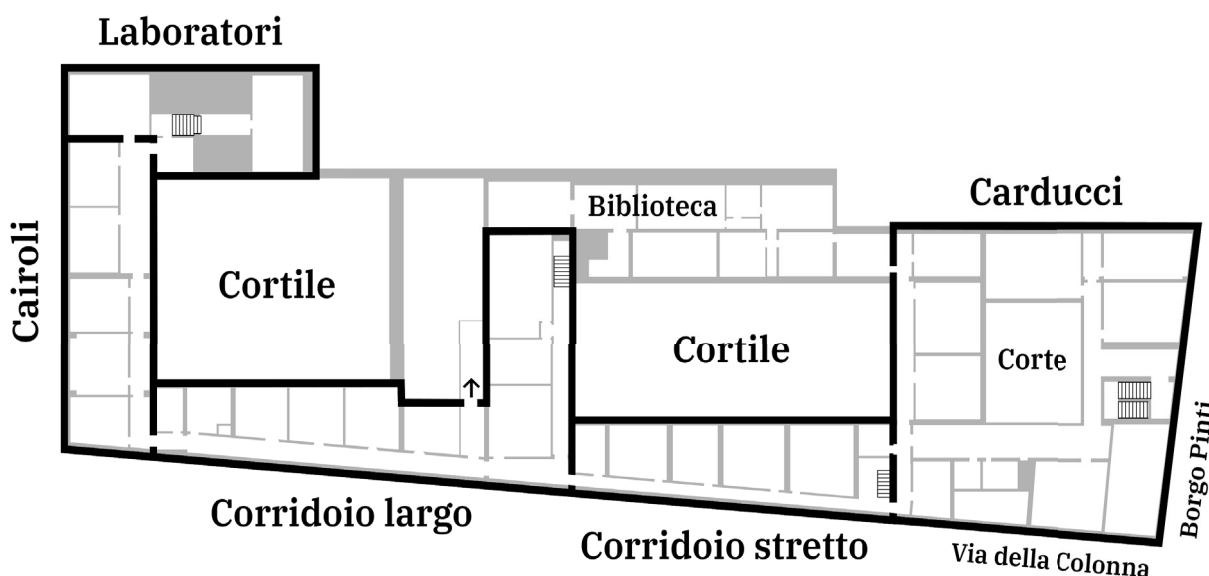 Laboratori
Cairoli
Cortile
Biblioteca
Carducci
Cortile
Corte
Borgo Pinti
Corridoio largo
Corridoio stretto
Via della Colonna